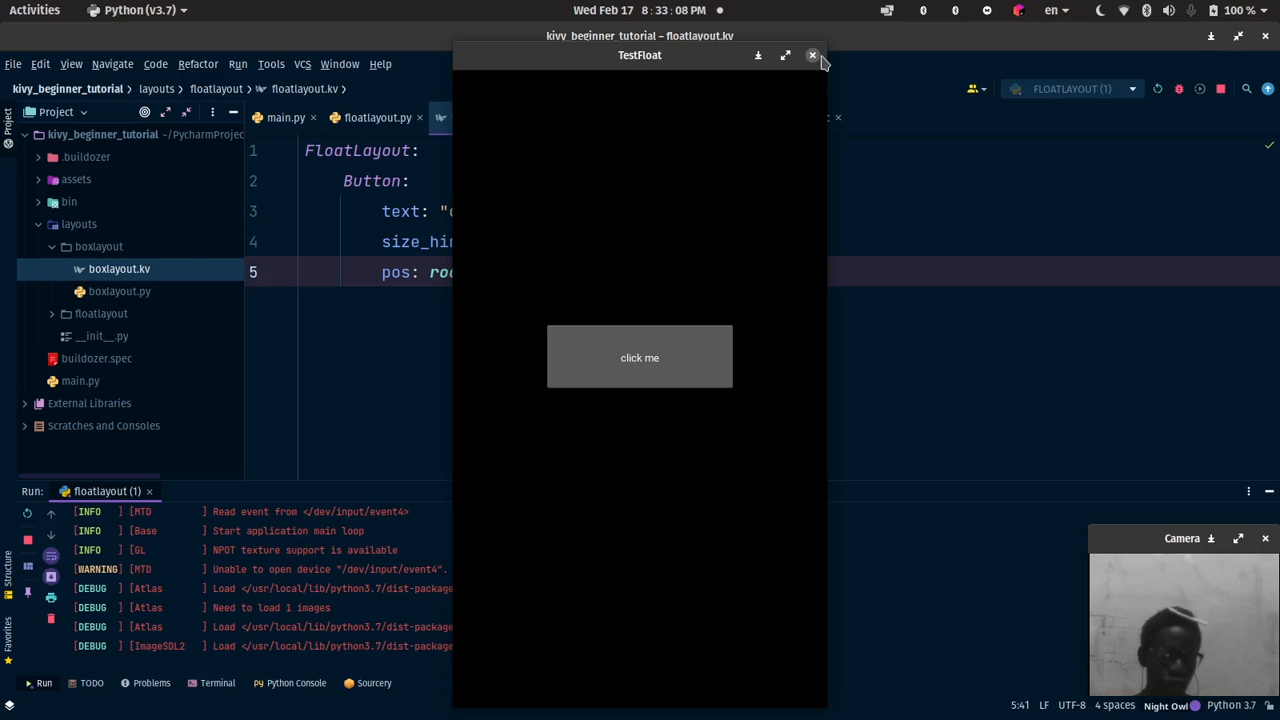 Activities
Python (v3.7)
Wed Feb 17 8:33:08 PM
en
100 %
kivy_beginner_tutorial – floatlayout.kv
TestFloat
File Edit View Navigate Code Refactor Run Tools VCS Window Help
kivy_beginner_tutorial layouts floatlayout floatlayout.kv
FLOATLAYOUT (1)
Project
main.py
floatlayout.py
Project
kivy_beginner_tutorial ~/PycharmProjec
.buildozer
assets
bin
layouts
boxlayout
boxlayout.kv
boxlayout.py
floatlayout
__init__.py
buildozer.spec
main.py
External Libraries
Scratches and Consoles
1 FloatLayout:
2 Button:
3 text: "c
4 size_hin
5 pos: roo
click me
Run: floatlayout (1)
[INFO ] [MTD ] Read event from </dev/input/event4>
[INFO ] [Base ] Start application main loop
[INFO ] [GL ] NPOT texture support is available
[WARNING] [MTD ] Unable to open device "/dev/input/event4".
[DEBUG ] [Atlas ] Load </usr/local/lib/python3.7/dist-package
[DEBUG ] [Atlas ] Need to load 1 images
[DEBUG ] [Atlas ] Load </usr/local/lib/python3.7/dist-package
[DEBUG ] [ImageSDL2 ] Load </usr/local/lib/python3.7/dist-package
Structure
Favorites
Camera
Run TODO Problems Terminal Python Console Sourcery
5:41 LF UTF-8 4 spaces Night Owl Python 3.7